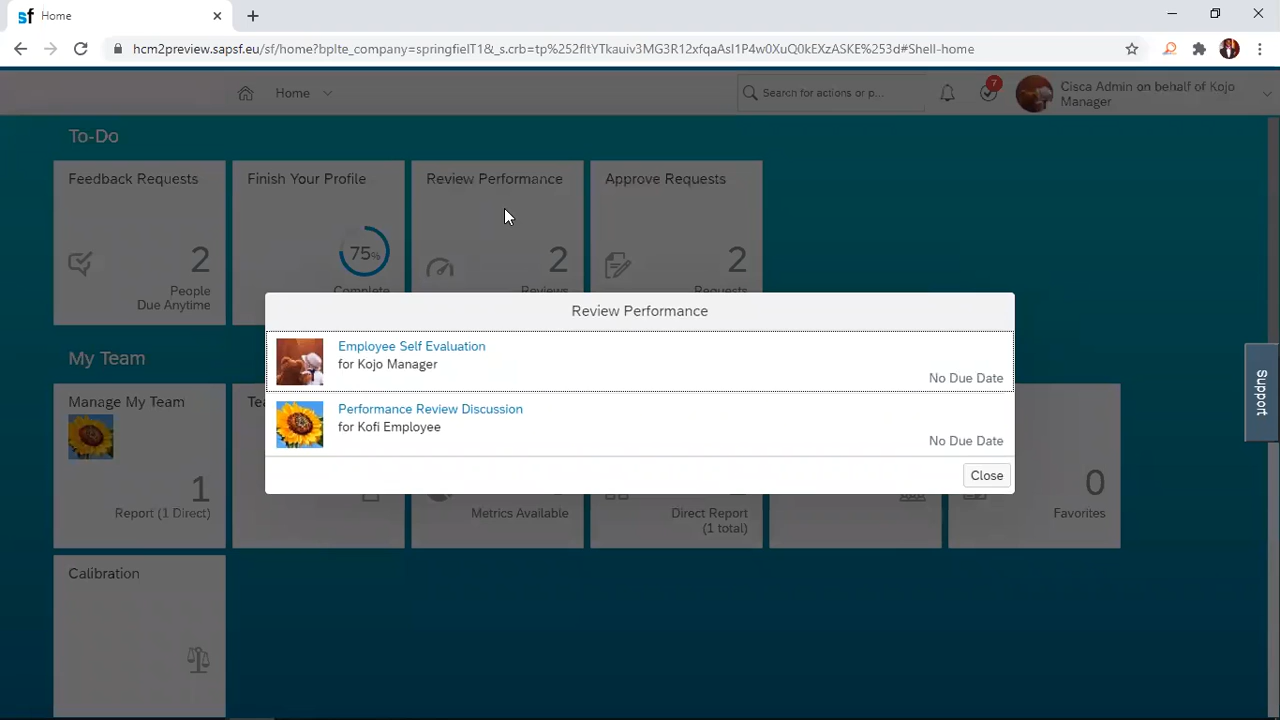 sf Home
hcm2preview.sapsf.eu/sf/home?bplte_company=springfielT1&_s.crb=tp%252fltYTkauiv3MG3R12xfqaAsl1P4w0XuQ0kEXzASKE%253d#Shell-home
Home
Search for actions or p...
7
Cisca Admin on behalf of Kojo
Manager
To-Do
Feedback Requests
2
People
Due Anytime
Finish Your Profile
75%
Complete
Review Performance
2
Reviews
Approve Requests
2
Requests
Review Performance
Employee Self Evaluation
for Kojo Manager
No Due Date
Performance Review Discussion
for Kofi Employee
No Due Date
Close
My Team
Manage My Team
1
Report (1 Direct)
Metrics Available
Direct Report
(1 total)
0
Favorites
Calibration
Support